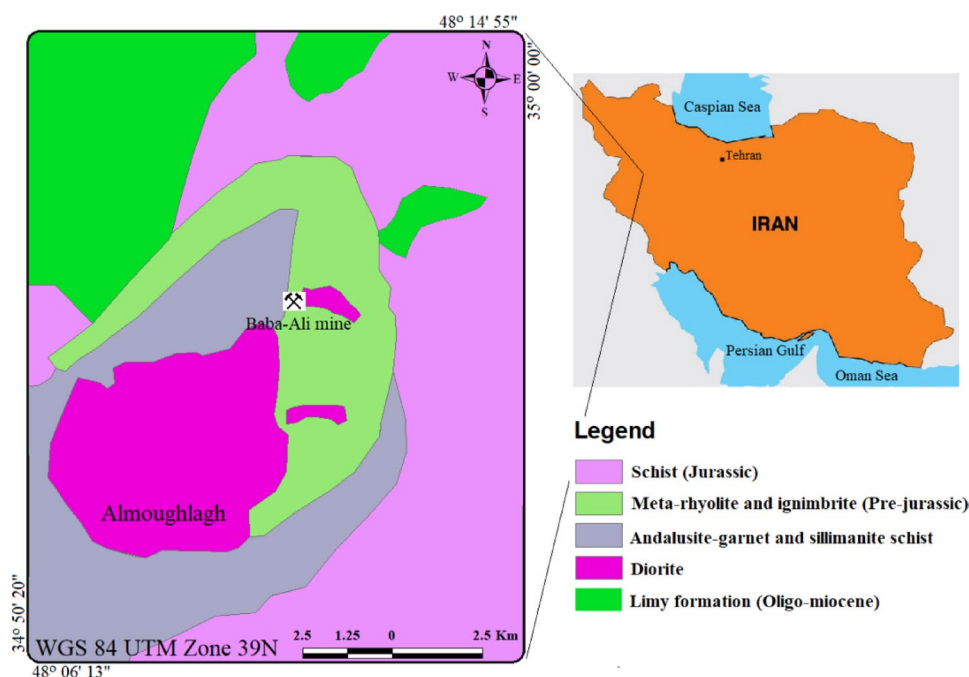 48° 14' 55"
35° 00' 00"
N
W E
S
Baba-Ali mine
Almoughlagh
34° 50' 20"
WGS 84 UTM Zone 39N
2.5 1.25 0 2.5 Km
48° 06' 13"
Caspian Sea
Tehran
IRAN
Persian Gulf
Oman Sea
Legend
Schist (Jurassic)
Meta-rhyolite and ignimbrite (Pre-jurassic)
Andalusite-garnet and sillimanite schist
Diorite
Limy formation (Oligo-miocene)